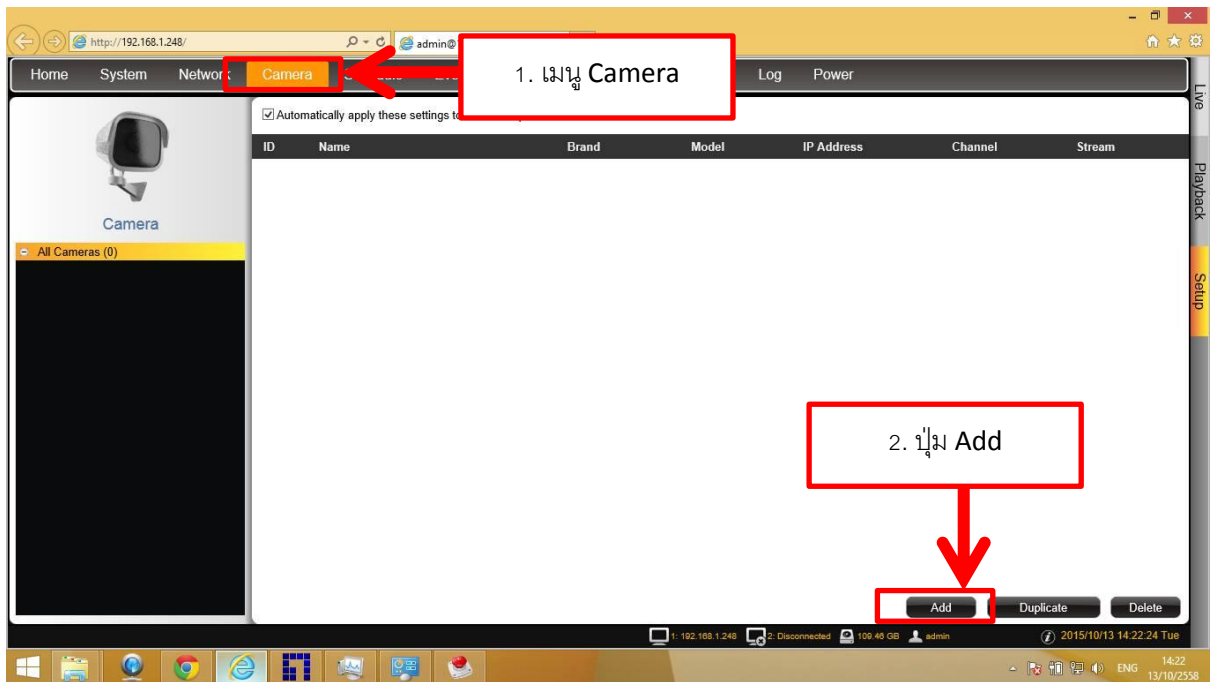 http://192.168.1.248/
admin@
Home System Network Camera Log Power
1. เมนู Camera
Automatically apply these settings to
ID Name Brand Model IP Address Channel Stream
Camera
All Cameras (0)
Live
Playback
Setup
2. ปุ่ม Add
Add Duplicate Delete
1: 192.168.1.248 2: Disconnected 109.46 GB admin 2015/10/13 14:22:24 Tue
ENG 14:22
13/10/2558